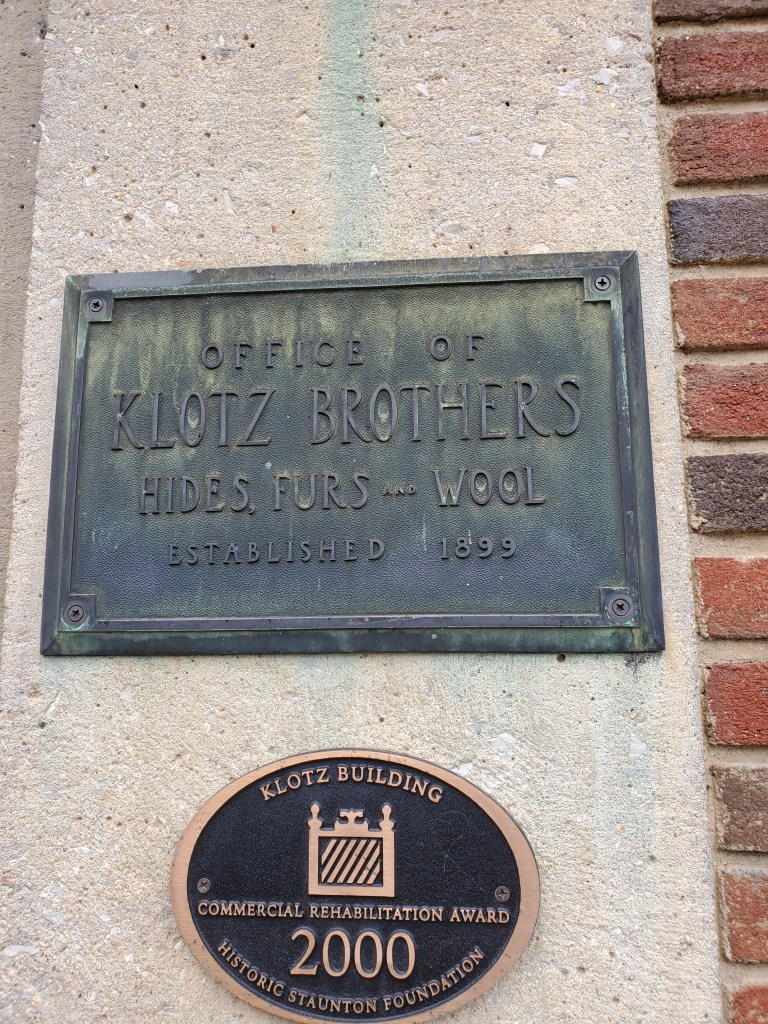 OFFICE OF
KLOTZ BROTHERS
HIDES, FURS AND WOOL
ESTABLISHED 1899
KLOTZ BUILDING
COMMERCIAL REHABILITATION AWARD
2000
HISTORIC STAUNTON FOUNDATION